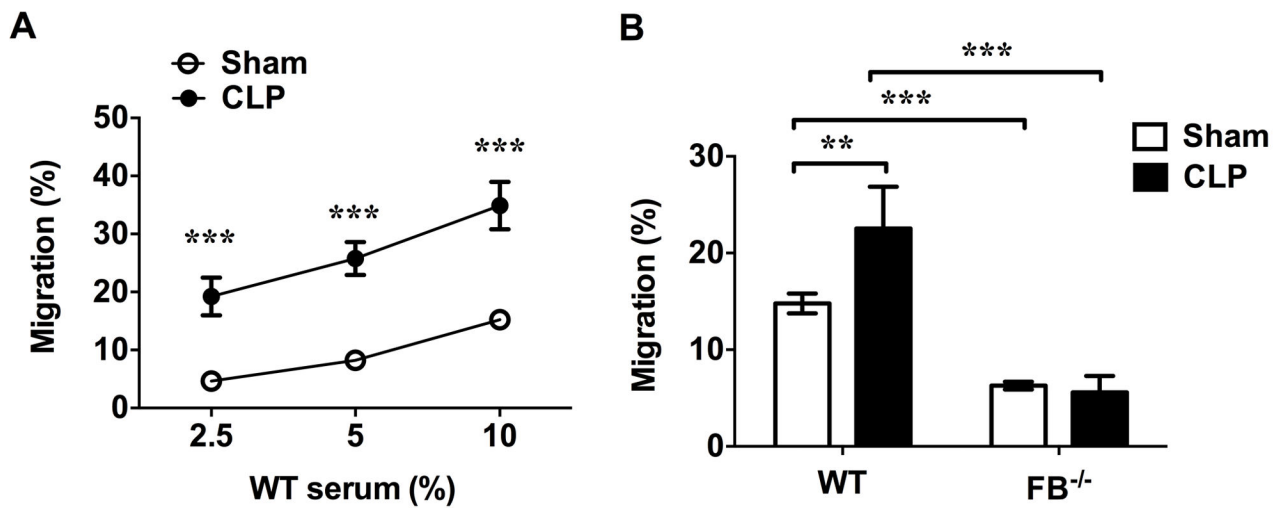 A
Sham
CLP
50
40
30
20
10
0
Migration (%)
***
***
***
2.5 5 10
WT serum (%)
B
***
***
**
Sham
CLP
30
20
10
0
Migration (%)
WT FB-/-